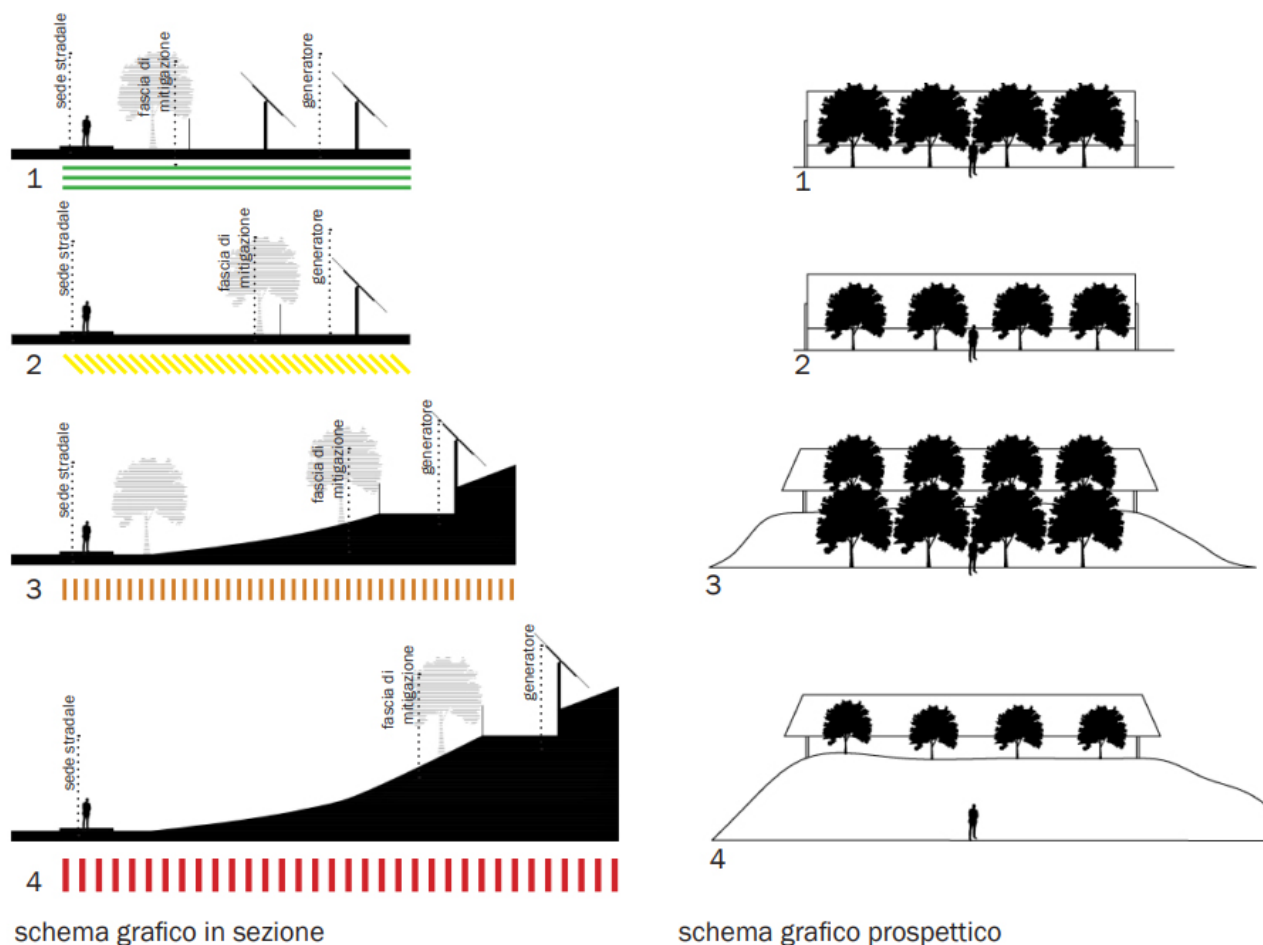 sede stradale
fascia di
mitigazione
generatore
1
sede stradale
fascia di
mitigazione
generatore
2
sede stradale
fascia di
mitigazione
generatore
3
sede stradale
fascia di
mitigazione
generatore
4
schema grafico in sezione
1
2
3
4
schema grafico prospettico